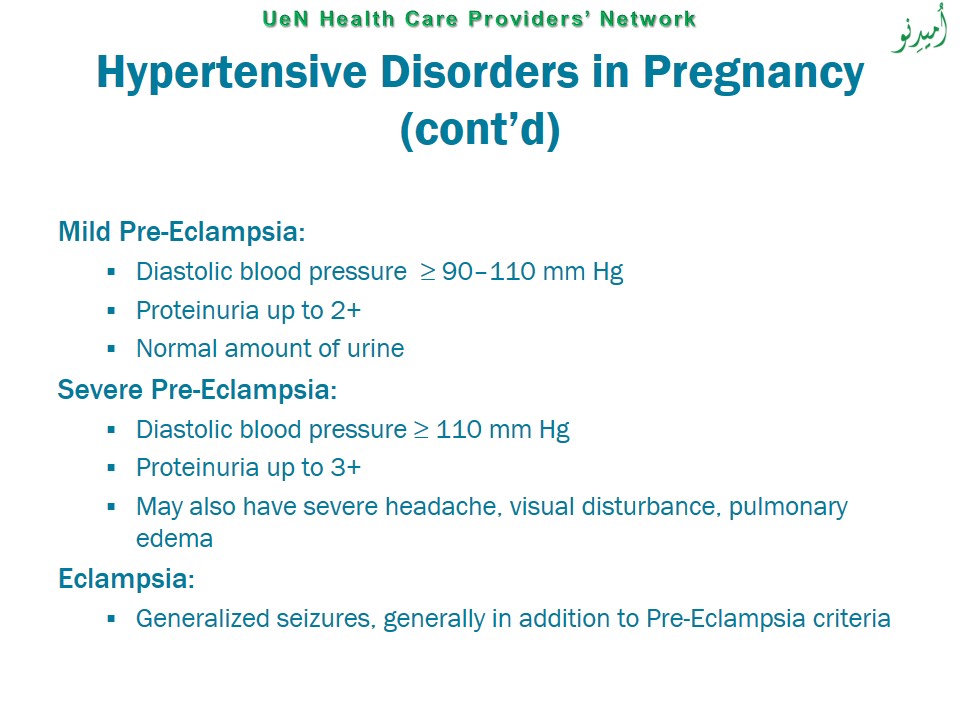 UeN Health Care Providers’ Network
اُميدِنو
Hypertensive Disorders in Pregnancy
(cont’d)
Mild Pre-Eclampsia:
▪ Diastolic blood pressure  ≥ 90–110 mm Hg
▪ Proteinuria up to 2+
▪ Normal amount of urine
Severe Pre-Eclampsia:
▪ Diastolic blood pressure ≥ 110 mm Hg
▪ Proteinuria up to 3+
▪ May also have severe headache, visual disturbance, pulmonary
edema
Eclampsia:
▪ Generalized seizures, generally in addition to Pre-Eclampsia criteria